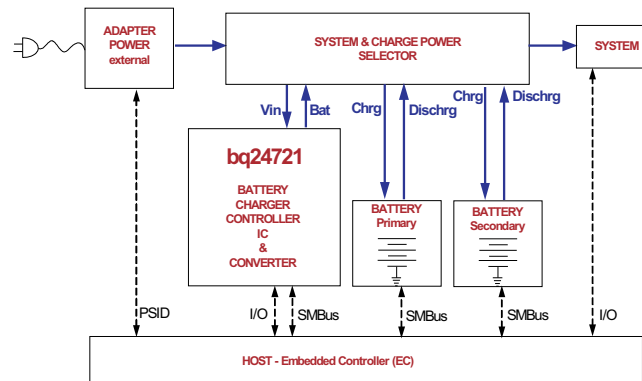 ADAPTER
POWER
external
SYSTEM & CHARGE POWER
SELECTOR
SYSTEM
Vin
Bat
Chrg
Dischrg
Chrg
Dischrg
bq24721
BATTERY
CHARGER
CONTROLLER
IC
&
CONVERTER
BATTERY
Primary
BATTERY
Secondary
PSID
I/O
SMBus
SMBus
SMBus
I/O
HOST - Embedded Controller (EC)